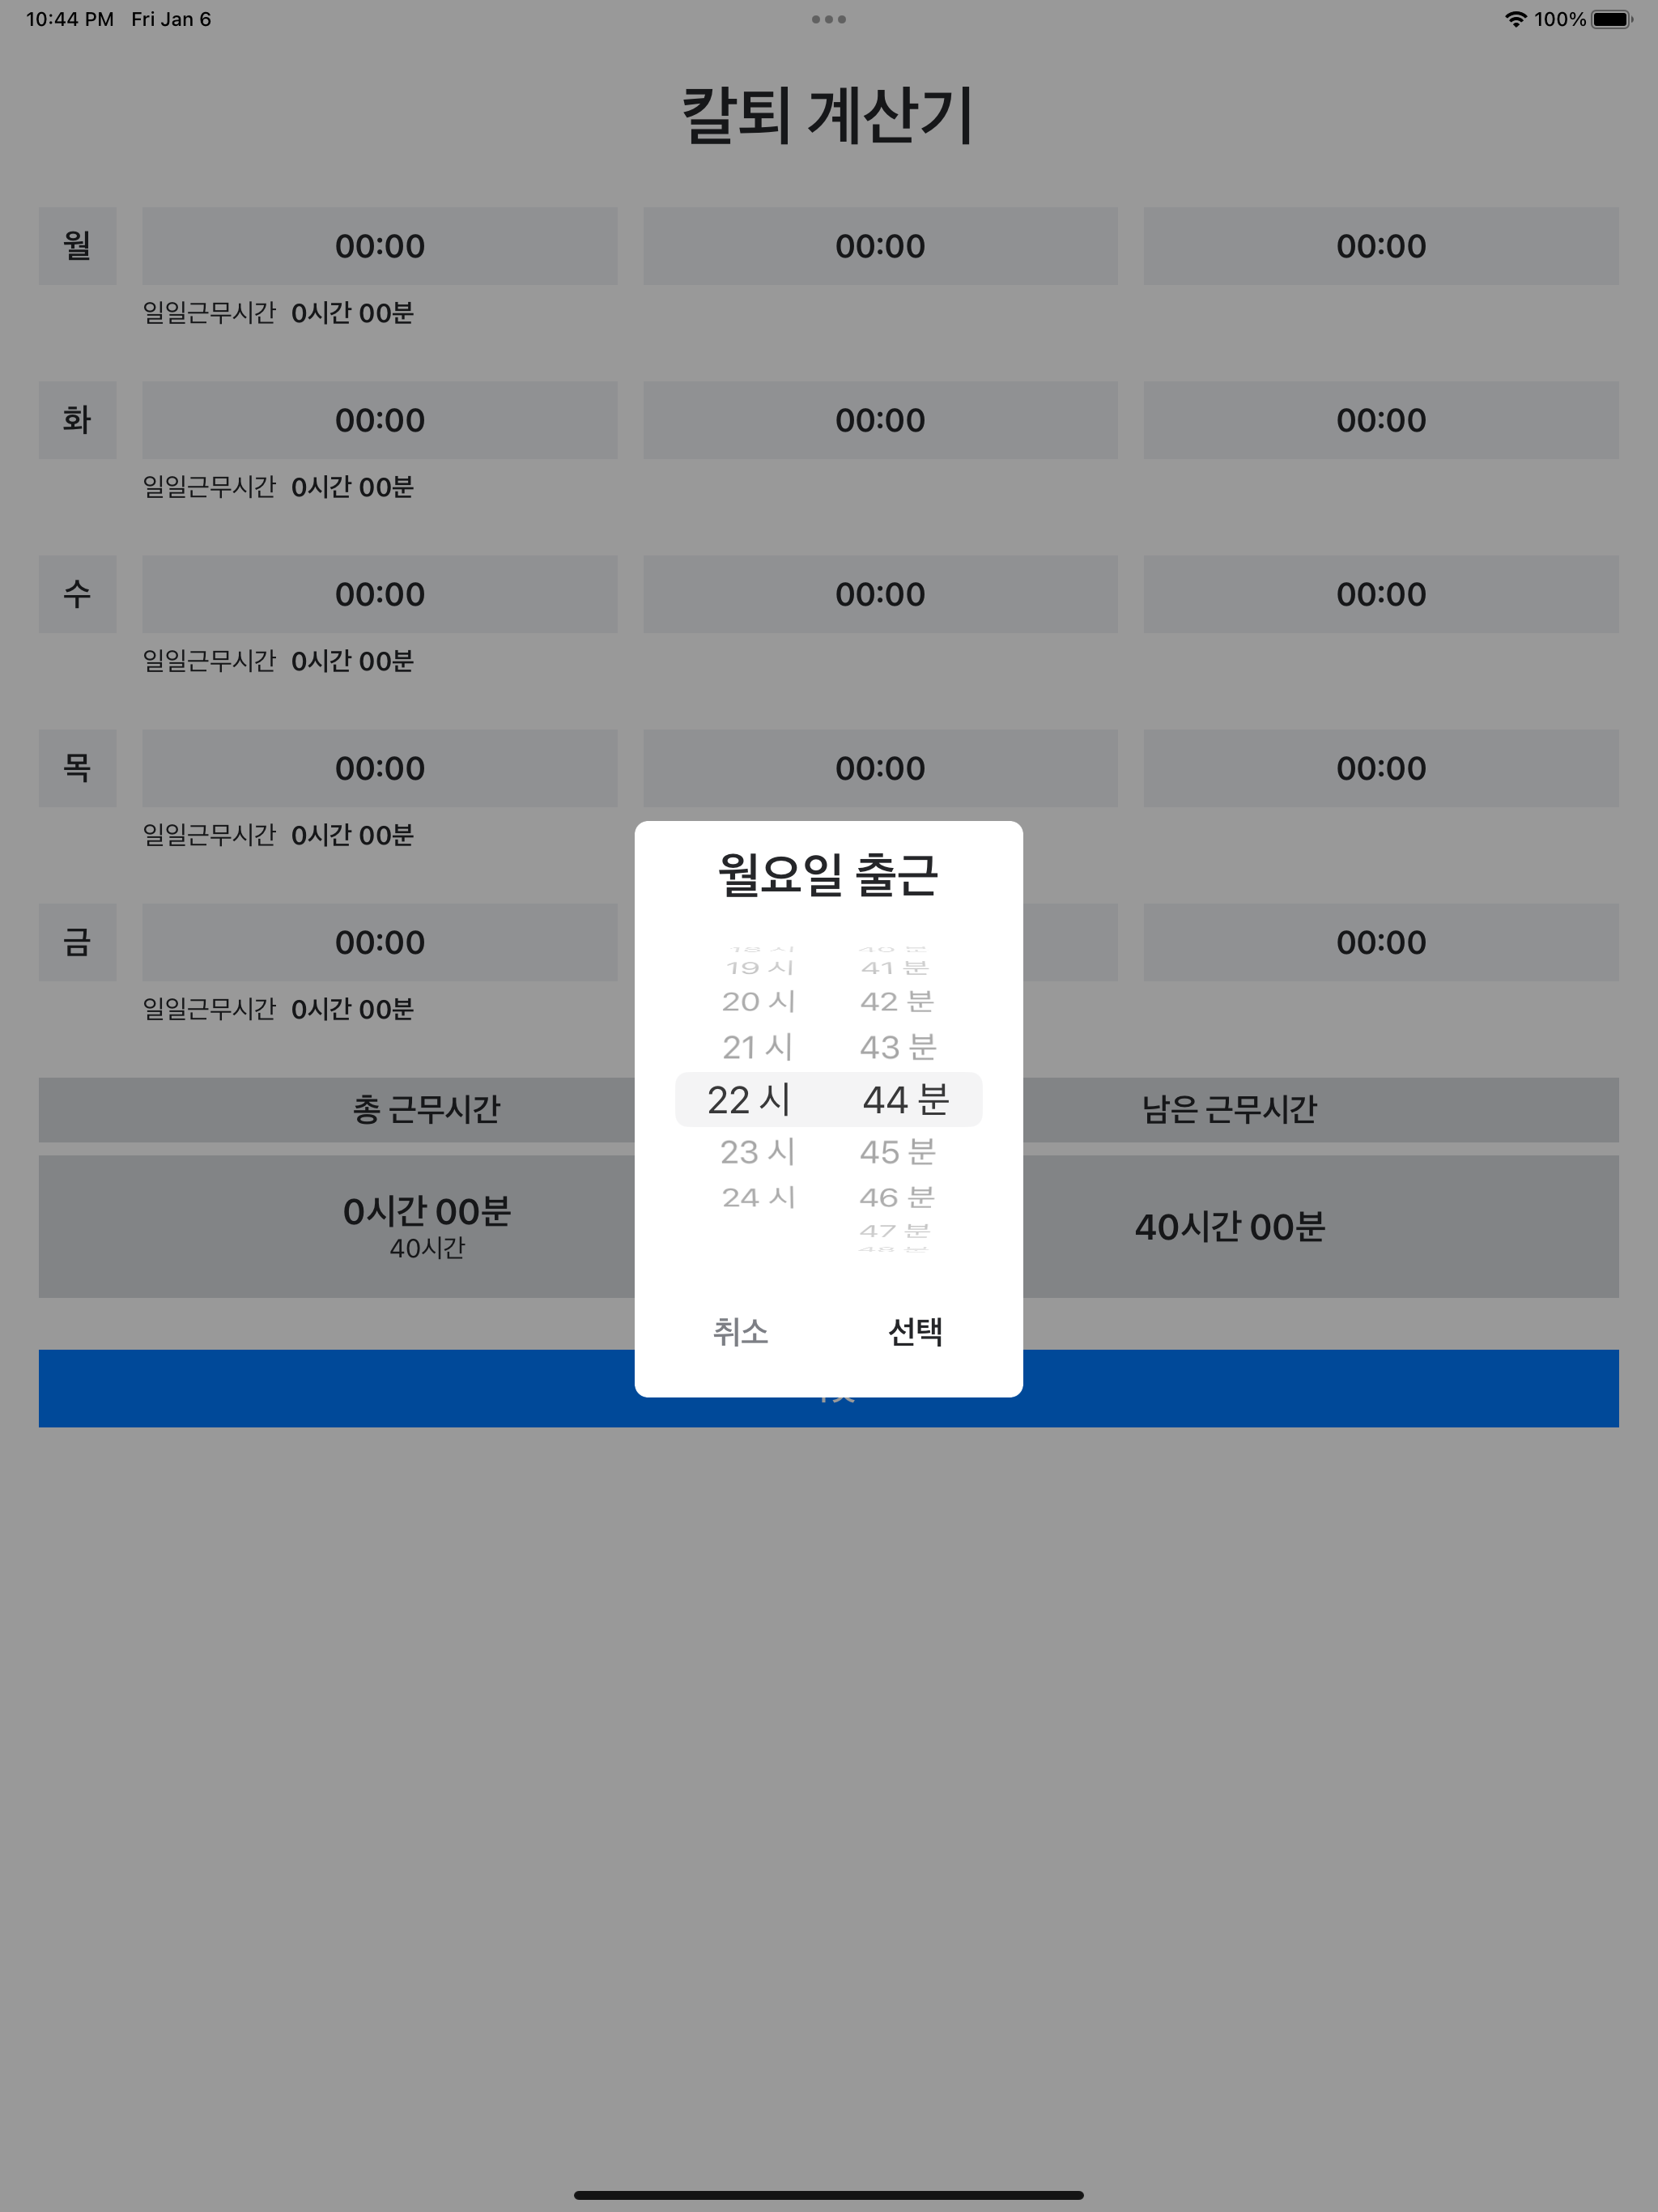 10:44 PM Fri Jan 6 100%
칼퇴 계산기
월 00:00 00:00 00:00
일일근무시간 0시간 00분
화 00:00 00:00 00:00
일일근무시간 0시간 00분
수 00:00 00:00 00:00
일일근무시간 0시간 00분
목 00:00 00:00 00:00
일일근무시간 0시간 00분
금 00:00 00:00
일일근무시간 0시간 00분
총 근무시간 남은 근무시간
0시간 00분 40시간 00분
40시간
월요일 출근
18 시 40 분
19 시 41 분
20 시 42 분
21 시 43 분
22 시 44 분
23 시 45 분
24 시 46 분
47 분
48 분
취소 선택